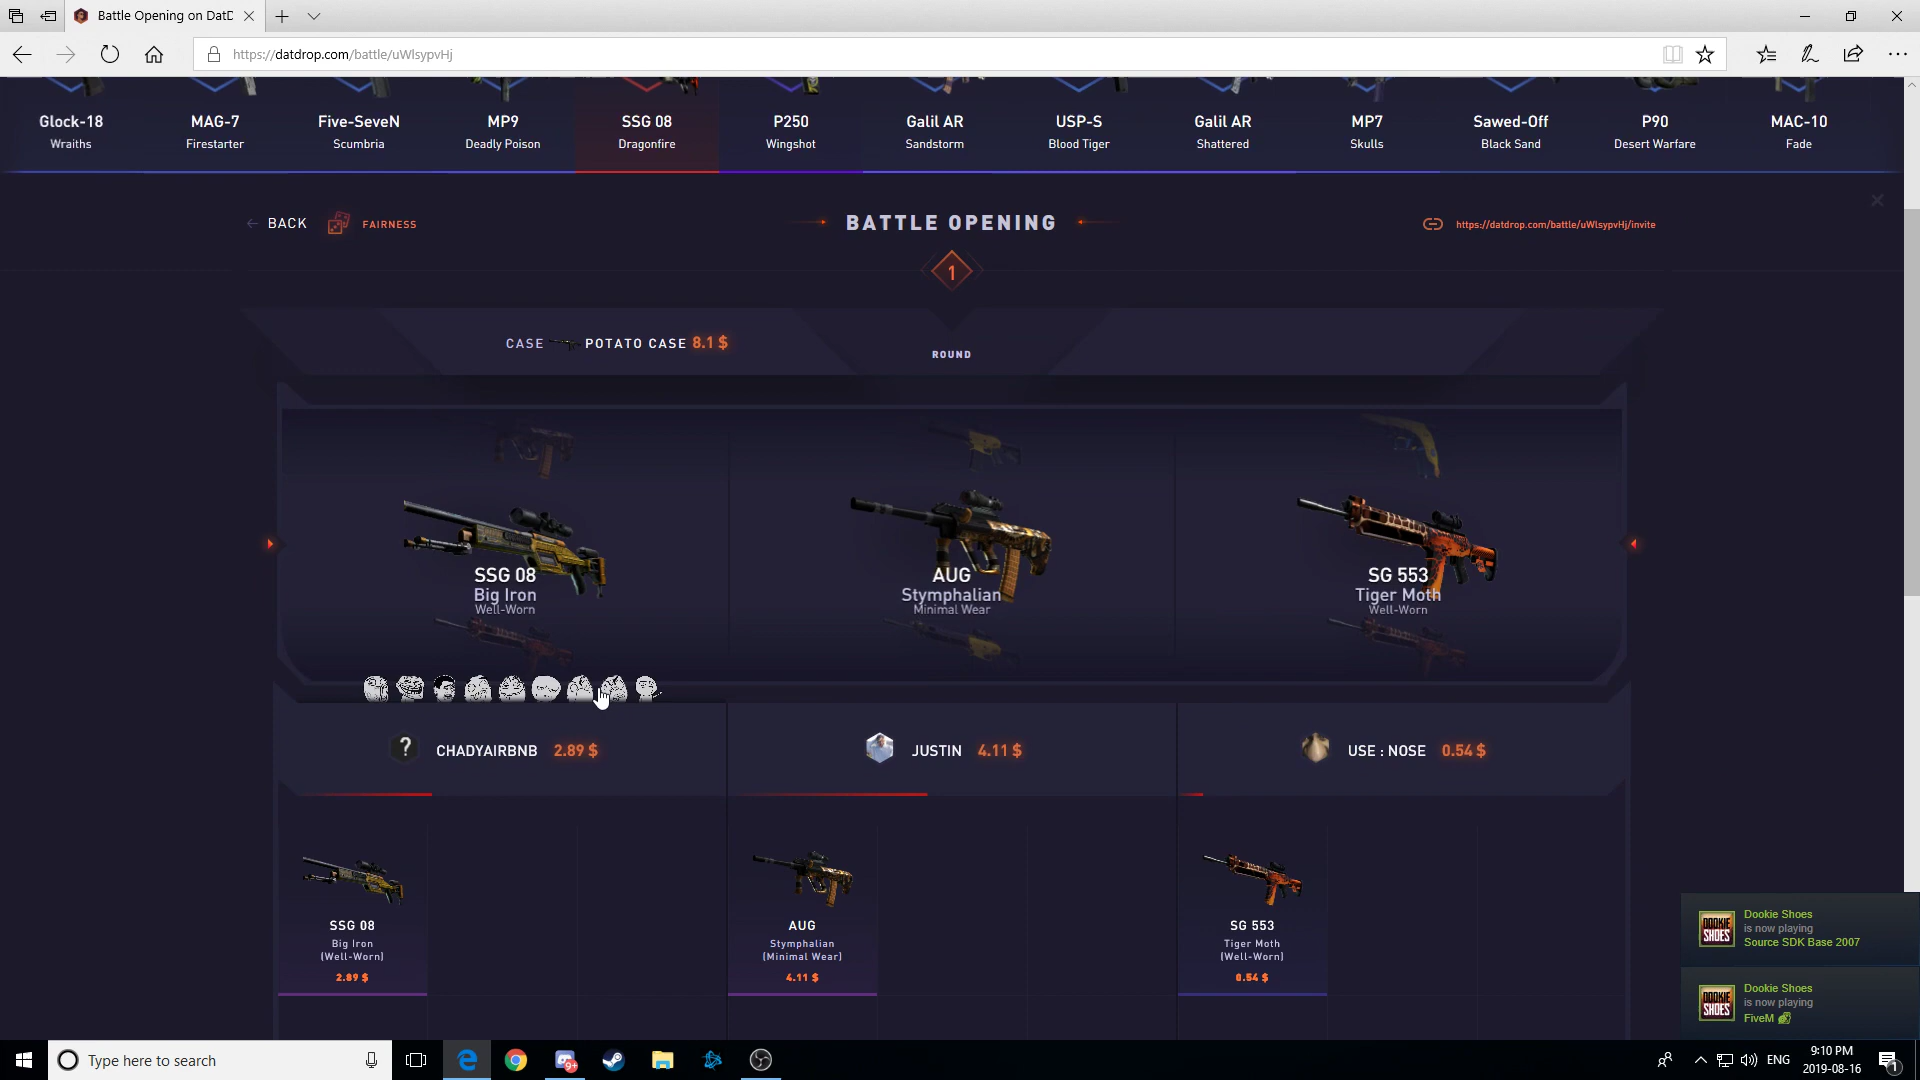 Battle Opening on DatD
https://datdrop.com/battle/uWlsypvHj
Glock-18 MAG-7 Five-SeveN MP9 SSG 08 P250 Galil AR USP-S Galil AR MP7 Sawed-Off P90 MAC-10
Wraiths Firestarter Scumbria Deadly Poison Dragonfire Wingshot Sandstorm Blood Tiger Shattered Skulls Black Sand Desert Warfare Fade
BACK FAIRNESS BATTLE OPENING https://datdrop.com/battle/uWlsypvHj/invite
1
CASE POTATO CASE 8.1 $
ROUND
SSG 08 AUG SG 553
Big Iron Stymphalian Tiger Moth
Well-Worn Minimal Wear Well-Worn
? CHADYAIRBNB 2.89 $ JUSTIN 4.11 $ USE : NOSE 0.54 $
SSG 08 AUG SG 553
Big Iron Stymphalian Tiger Moth
(Well-Worn) (Minimal Wear) (Well-Worn)
2.89 $ 4.11 $ 0.54 $
DOOKIE SHOES
Dookie Shoes
is now playing
Source SDK Base 2007
DOOKIE SHOES
Dookie Shoes
is now playing
FiveM
Type here to search
9+
ENG
9:10 PM
2019-08-16
1